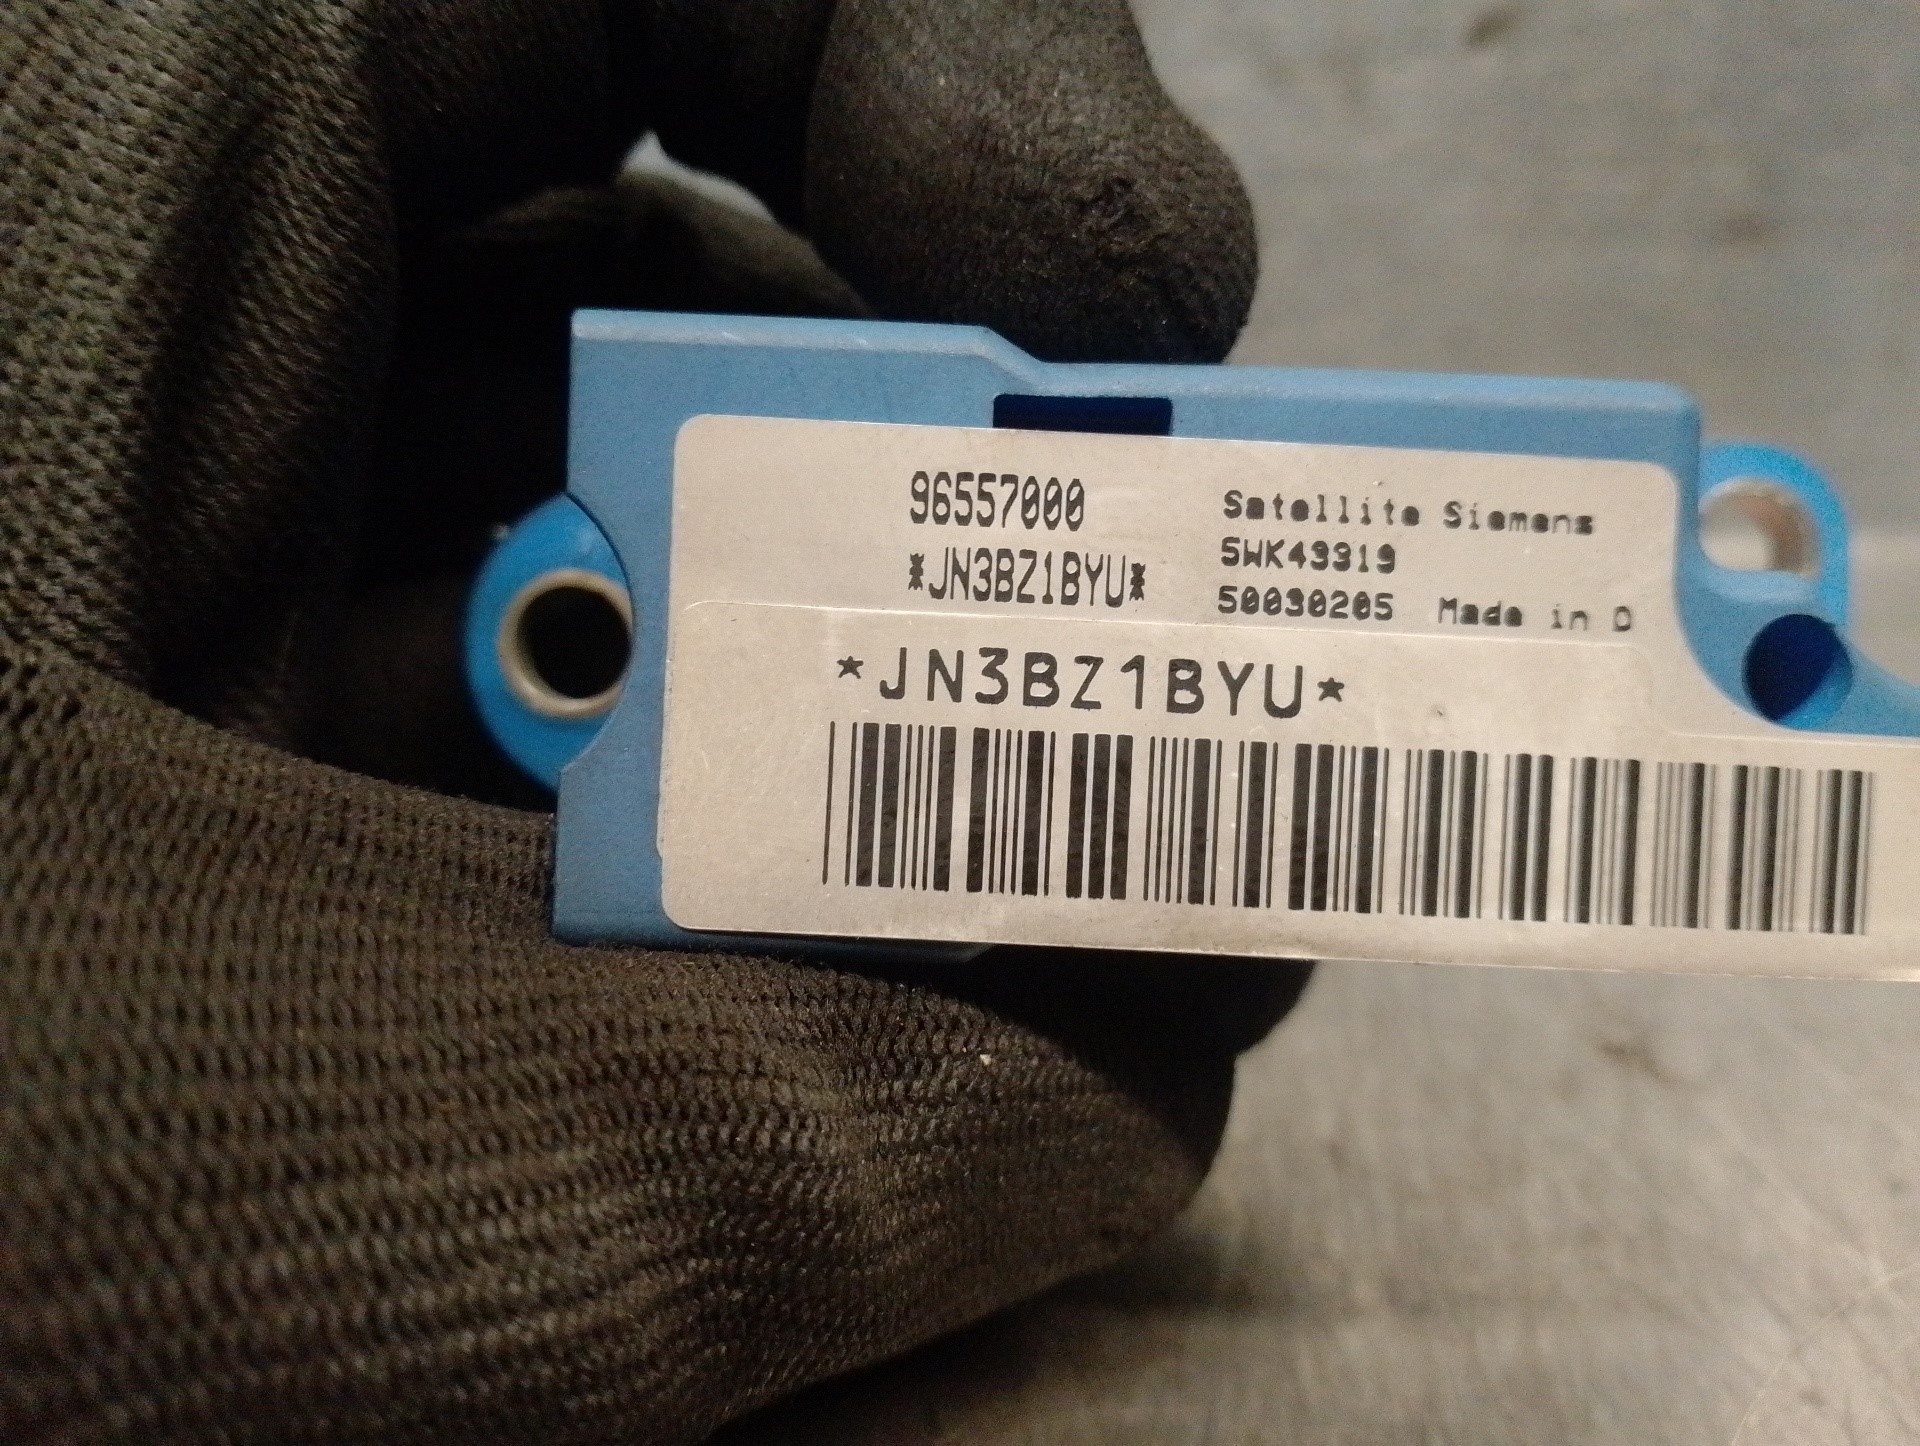 96557000
*JN3BZ1BYU*
Satellite Siemens
5WK43319
50030205 Made in D
*JN3BZ1BYU*